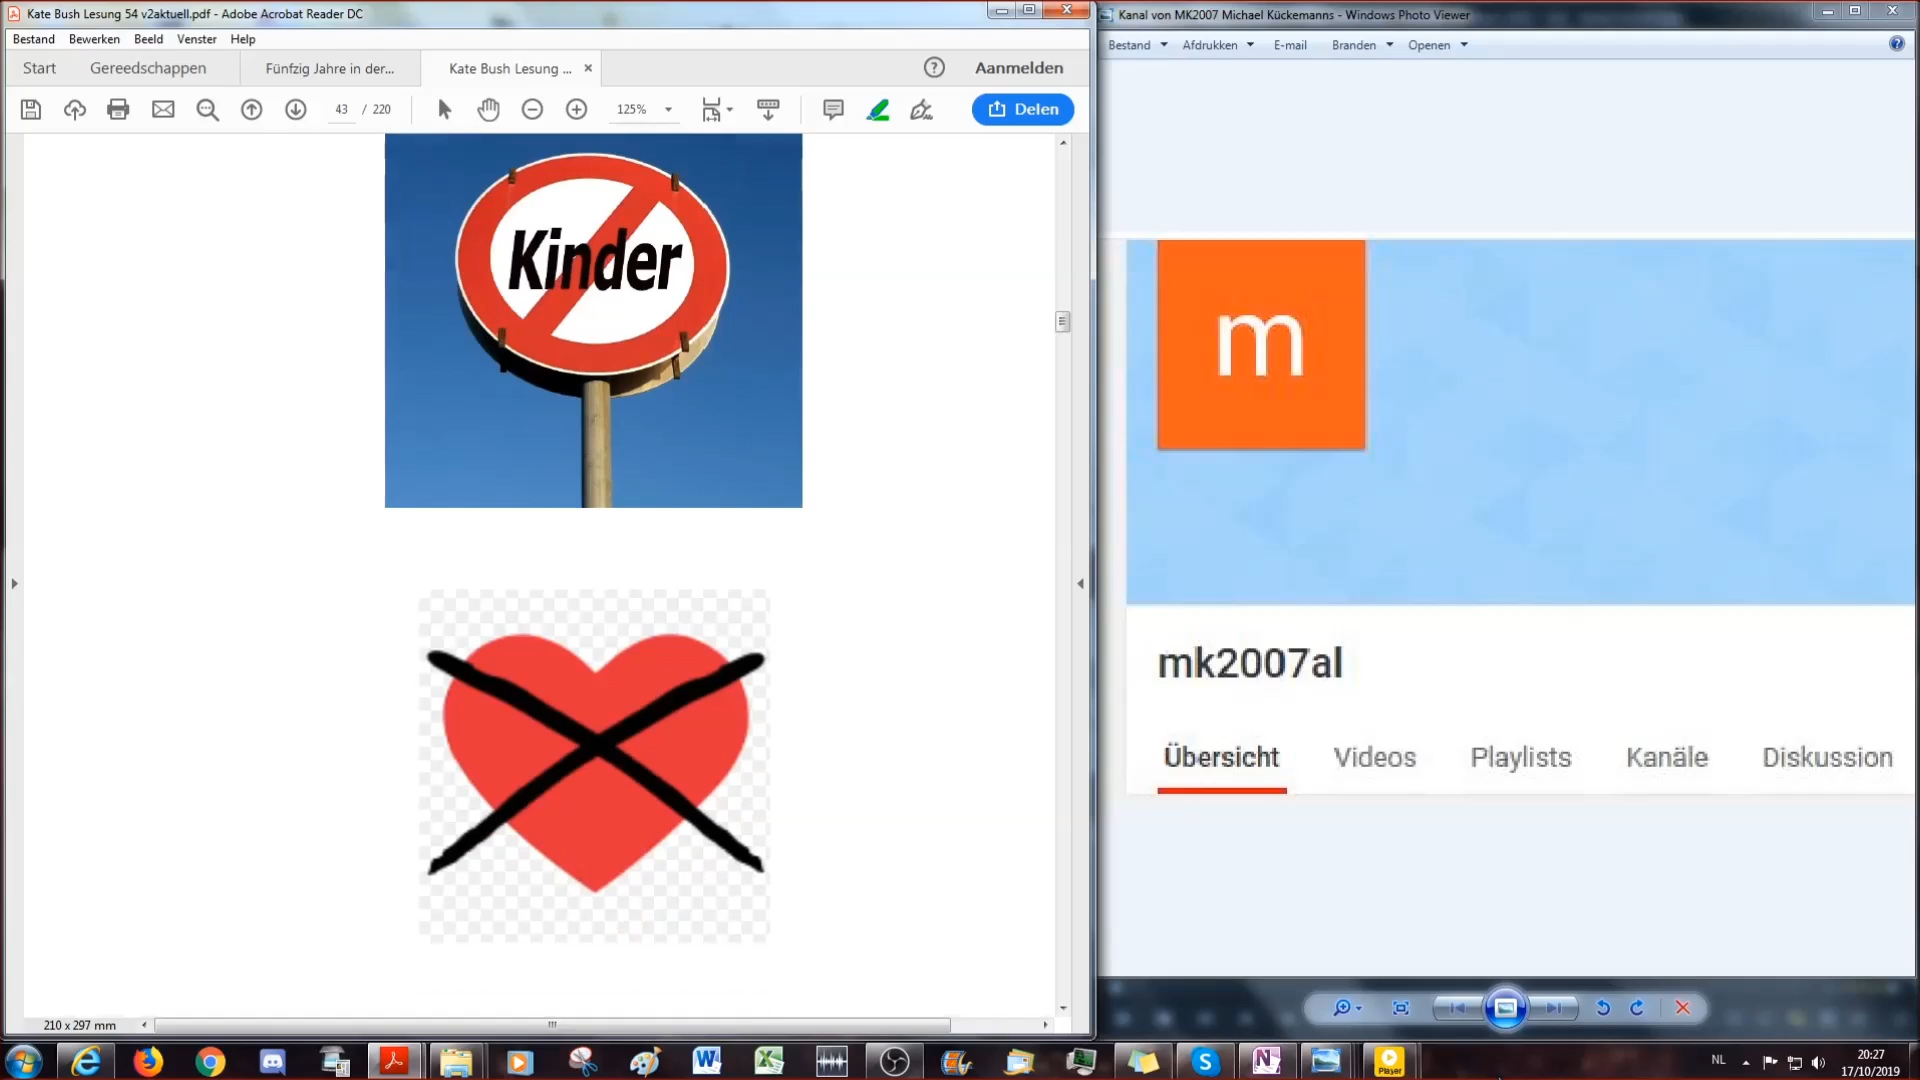 Kate Bush Lesung 54 v2aktuell.pdf - Adobe Acrobat Reader DC
Bestand Bewerken Beeld Venster Help
Start Gereedschappen Fünfzig Jahre in der... Kate Bush Lesung ... Aanmelden
43 / 220 125% Delen
Kinder
210 x 297 mm
Kanal von MK2007 Michael Kückemanns - Windows Photo Viewer
Bestand Afdrukken E-mail Branden Openen
m
mk2007al
Übersicht Videos Playlists Kanäle Diskussion
Player
NL
20:27
17/10/2019